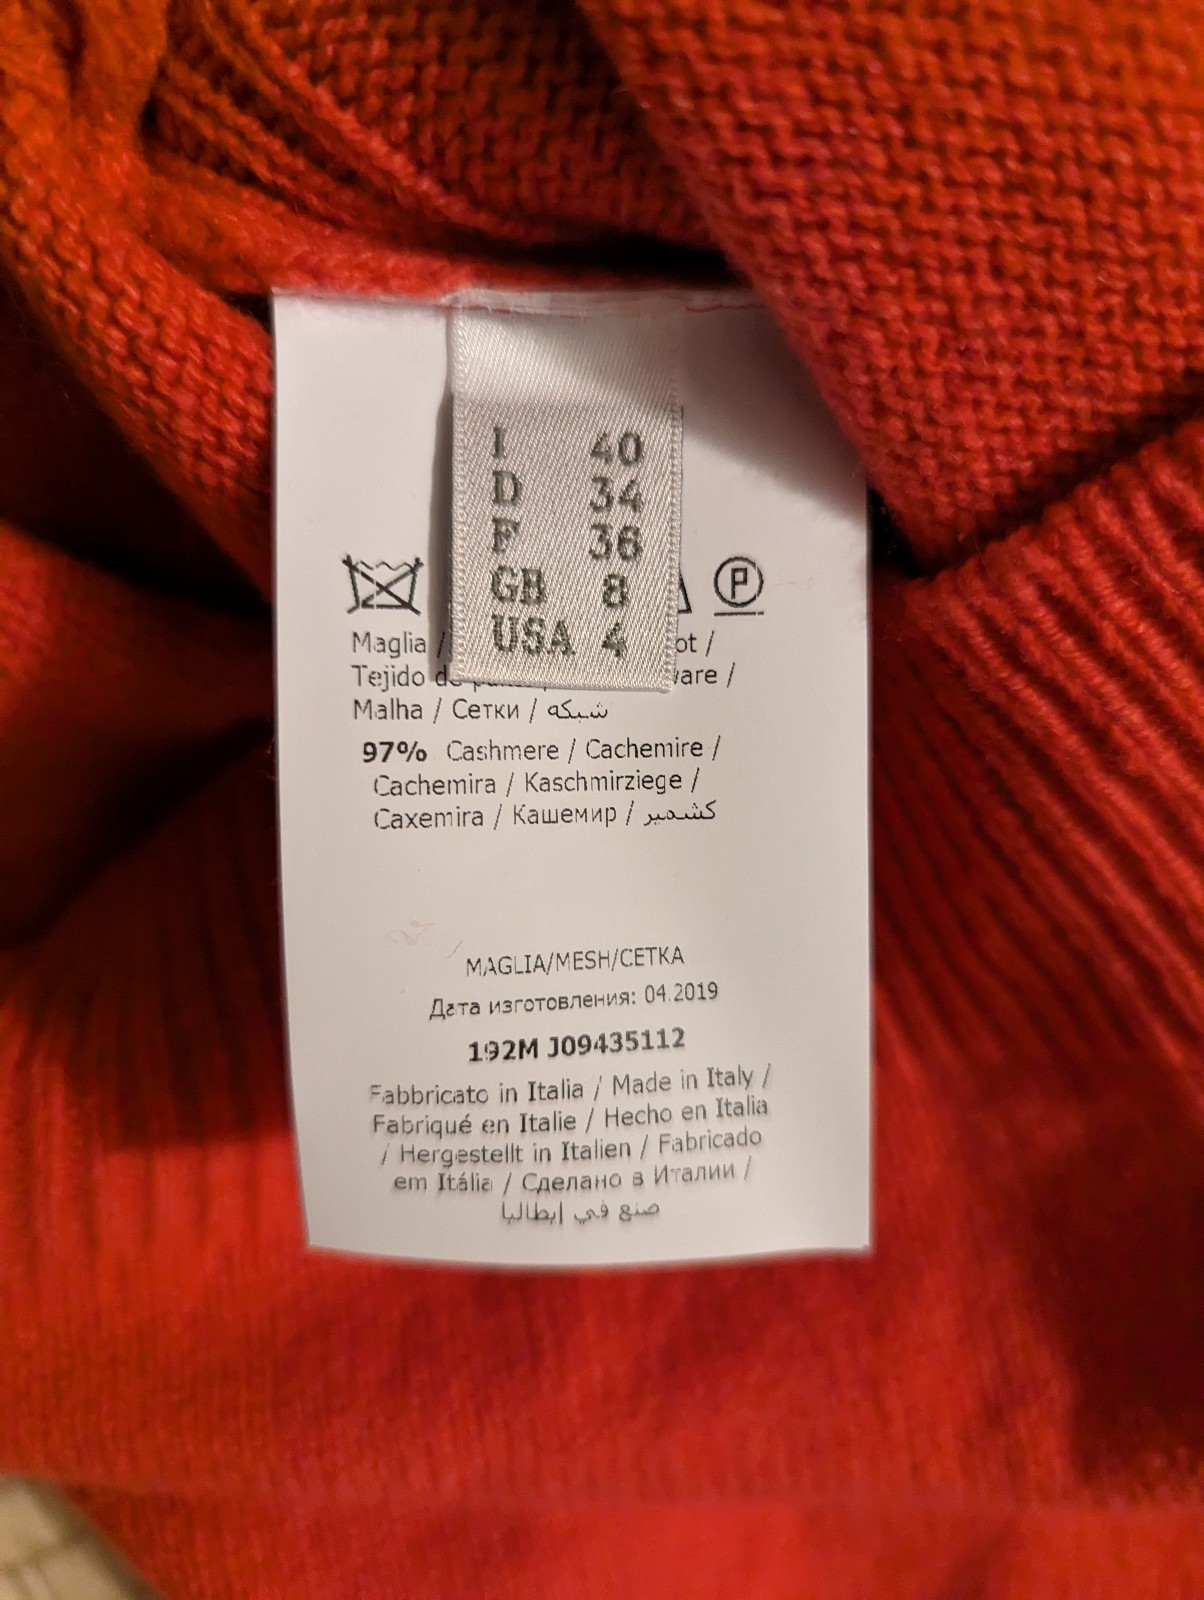 I 40
D 34
F 36
GB 8
USA 4
P
Maglia /
Tejido de
Malha / Сетки / شبكه
97% Cashmere / Cachemire /
Cachemira / Kaschmirziege /
Caxemira / Кашемир / كشمير
MAGLIA/MESH/СЕТКА
Дата изготовления: 04.2019
192M J09435112
Fabbricato in Italia / Made in Italy /
Fabriqué en Italie / Hecho en Italia
/ Hergestellt in Italien / Fabricado
em Itália / Сделано в Италии /
صنع في إيطاليا